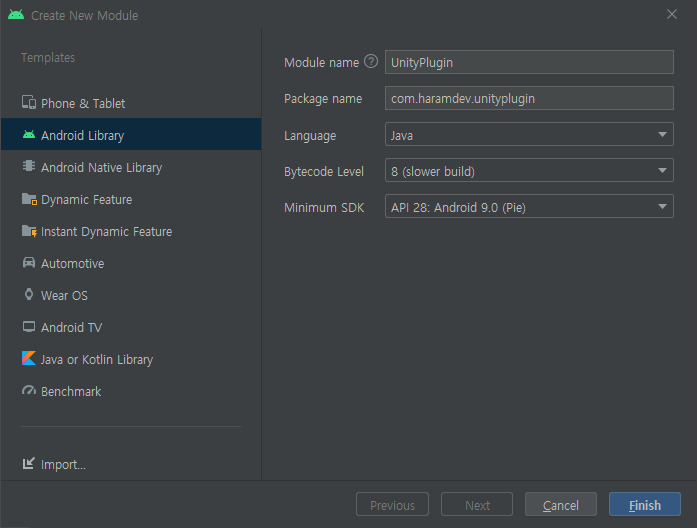 Create New Module
Templates
Phone & Tablet
Android Library
Android Native Library
Dynamic Feature
Instant Dynamic Feature
Automotive
Wear OS
Android TV
Java or Kotlin Library
Benchmark
Import...
Module name ? UnityPlugin
Package name com.haramdev.unityplugin
Language Java
Bytecode Level 8 (slower build)
Minimum SDK API 28: Android 9.0 (Pie)
Previous Next Cancel Finish